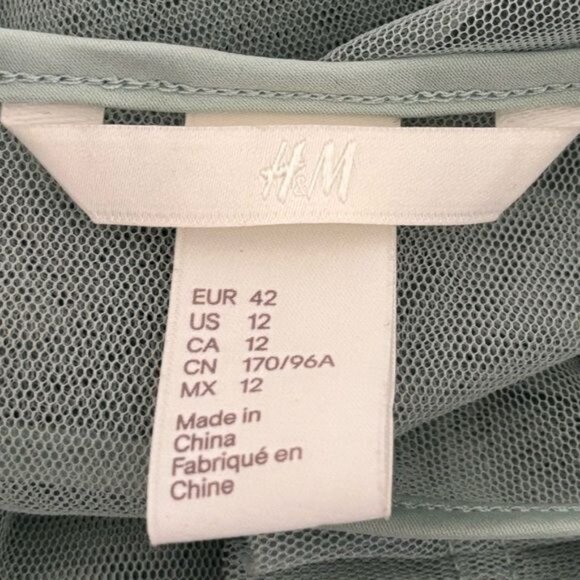 H&M
EUR 42
US 12
CA 12
CN 170/96A
MX 12
Made in
China
Fabriqué en
Chine